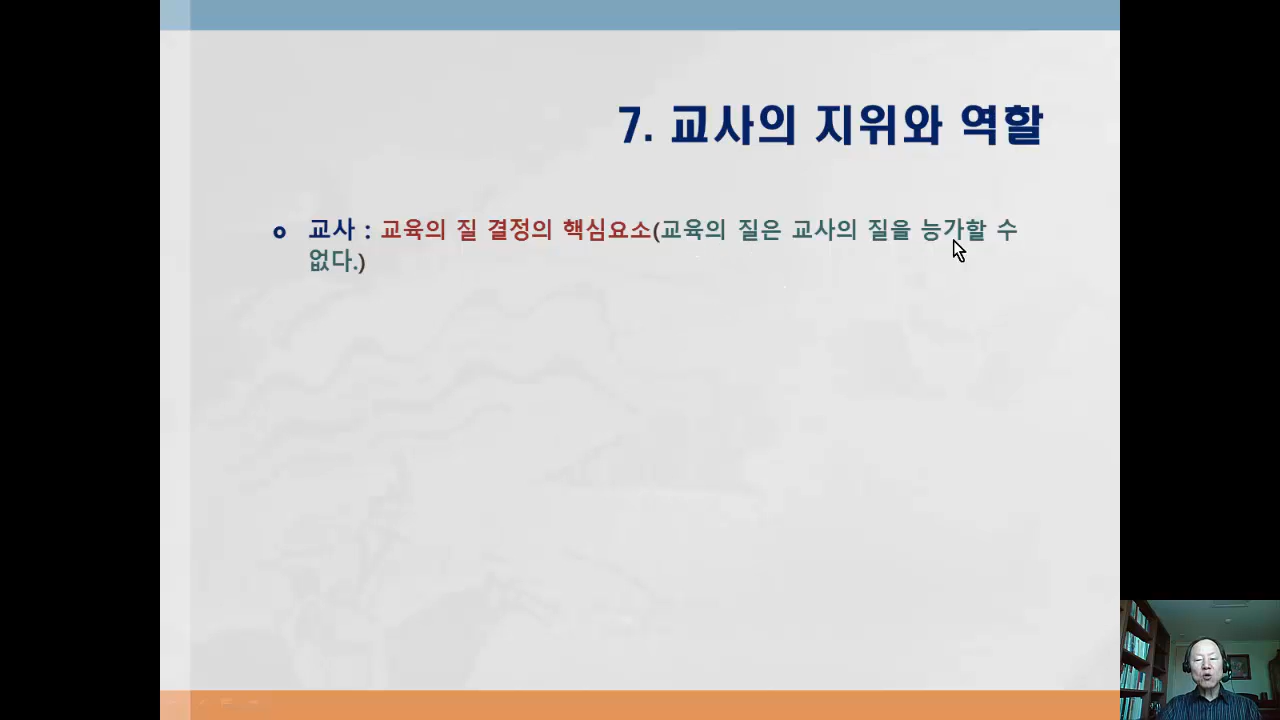 7. 교사의 지위와 역할
교사 : 교육의 질 결정의 핵심요소(교육의 질은 교사의 질을 능가할 수
없다.)